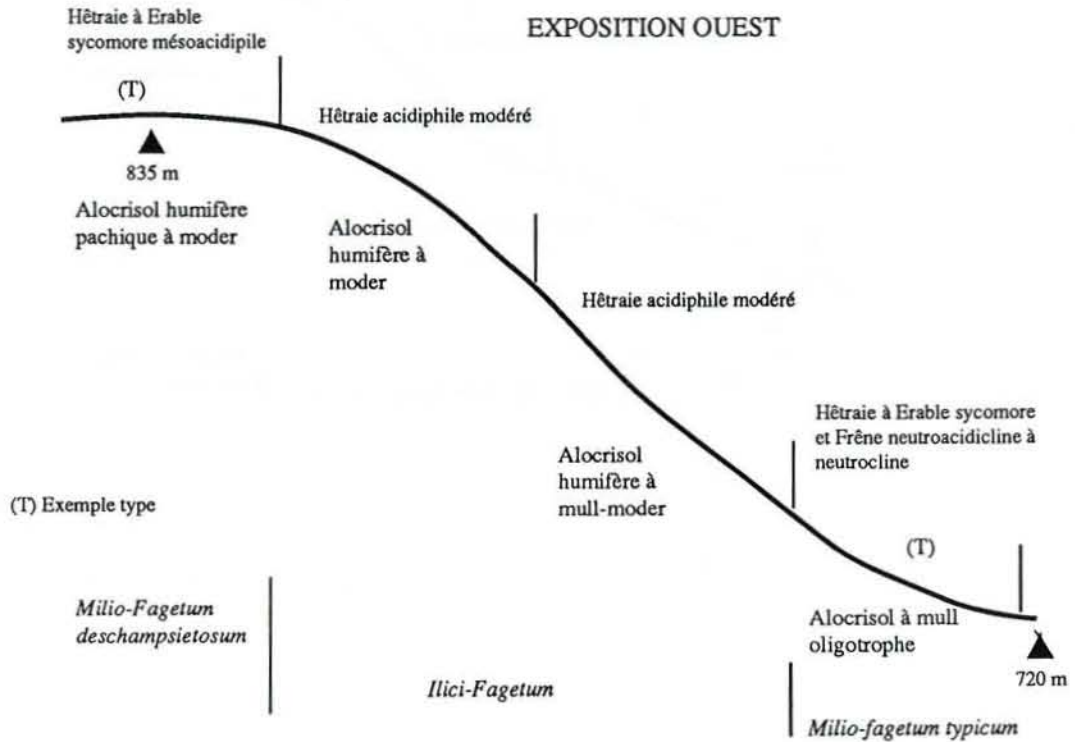 EXPOSITION OUEST
Hêtraie à Erable
sycomore mésoacidipile
(T)
835 m
Alocrisol humifère
pachique à moder
Hêtraie acidiphile modéré
Alocrisol
humifère à
moder
Hêtraie acidiphile modéré
Alocrisol
humifère à
mull-moder
Hêtraie à Erable sycomore
et Frêne neutroacidicline à
neutrocline
(T)
Alocrisol à mull
oligotrophe
720 m
(T) Exemple type
Milio-Fagetum
deschampsietosum
Ilici-Fagetum
Milio-fagetum typicum